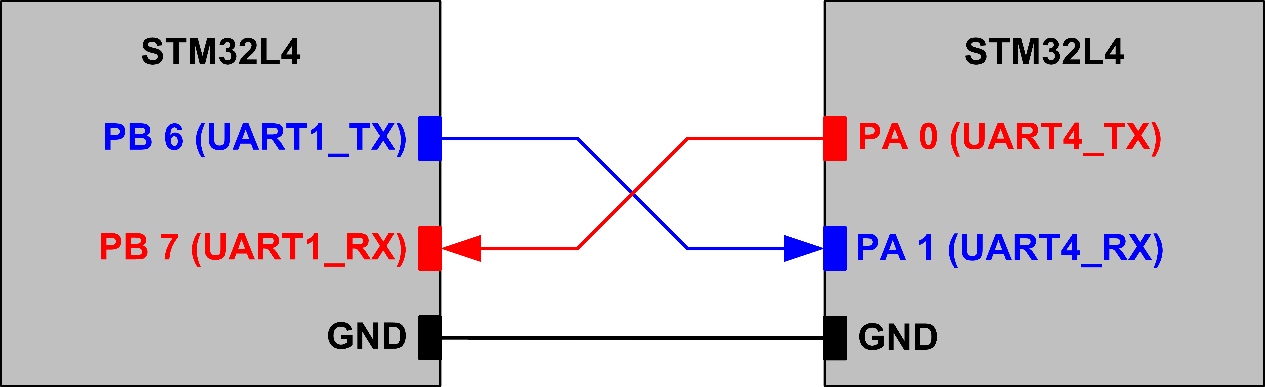 STM32L4
PB 6 (UART1_TX)
PB 7 (UART1_RX)
GND
STM32L4
PA 0 (UART4_TX)
PA 1 (UART4_RX)
GND